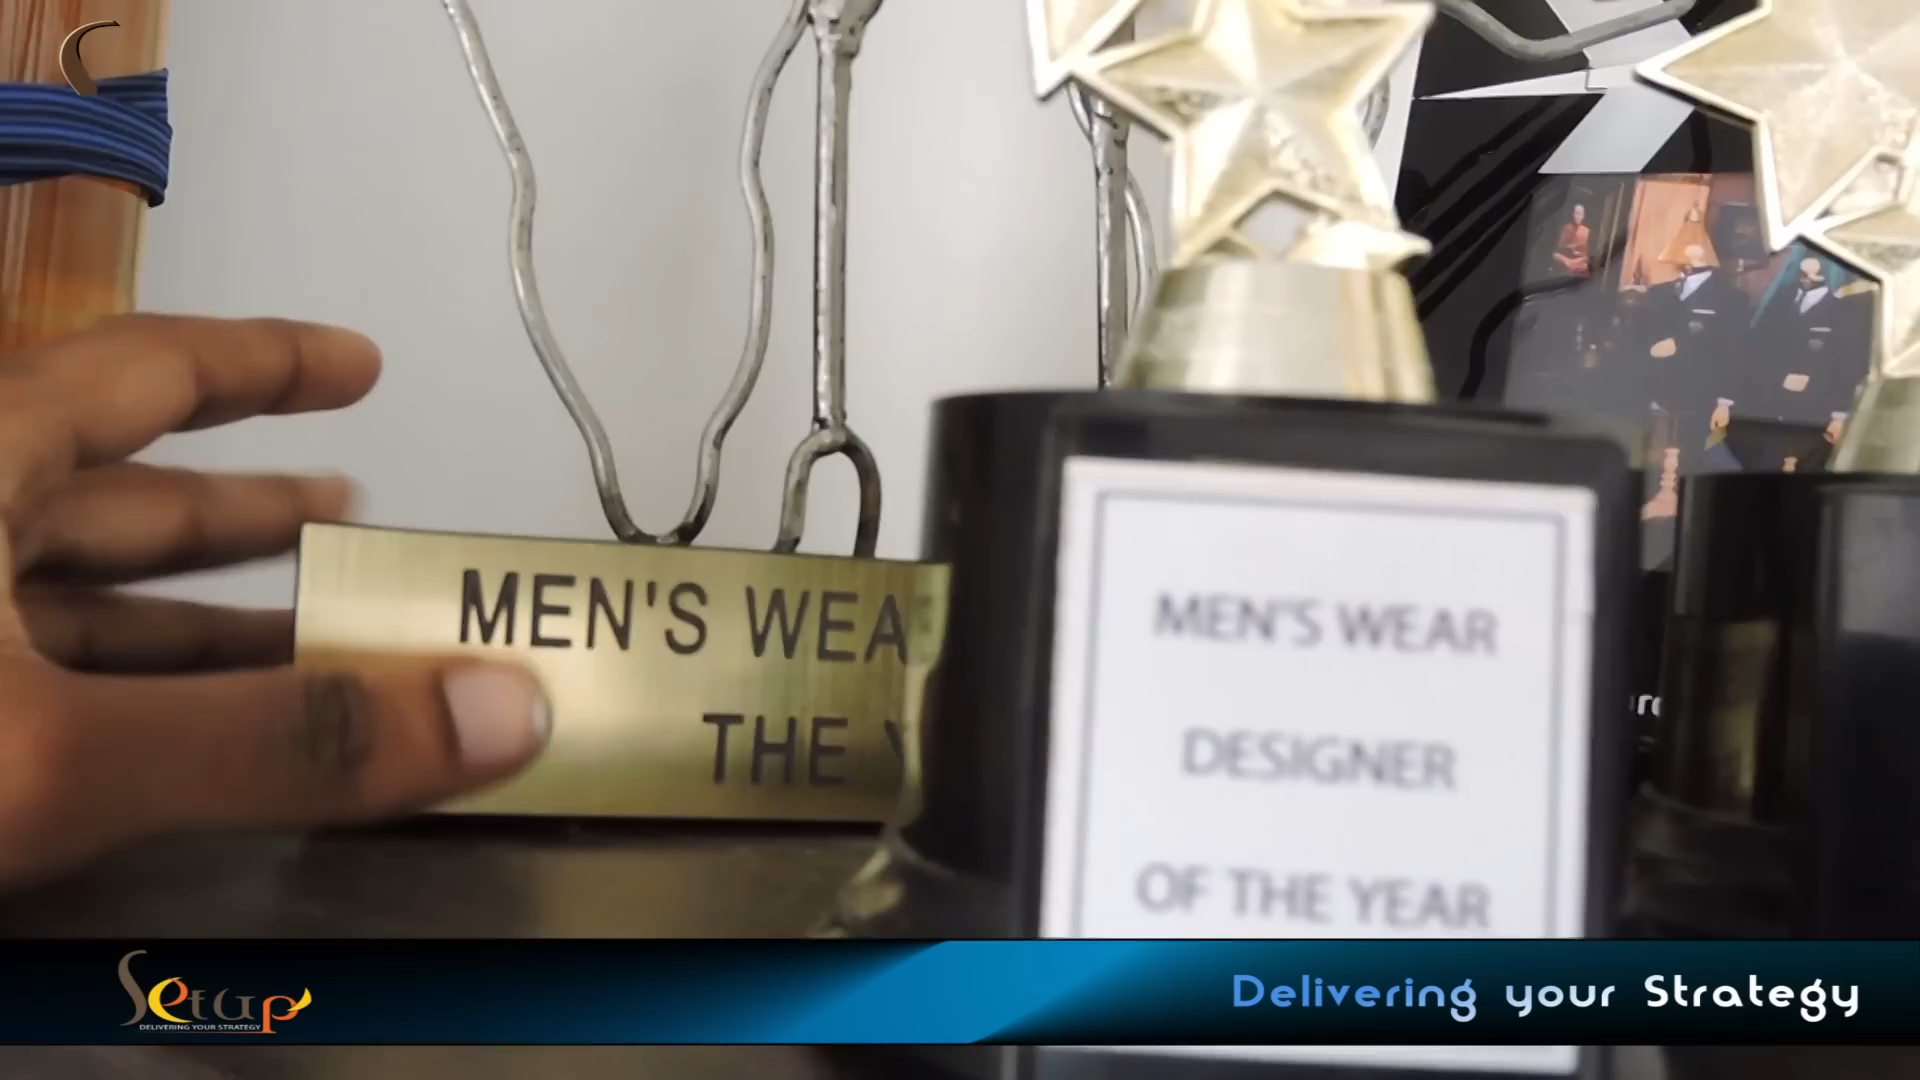 MEN'S WEA
THE
MEN'S WEAR
DESIGNER
OF THE YEAR
SetUp
DELIVERING YOUR STRATEGY
Delivering your Strategy